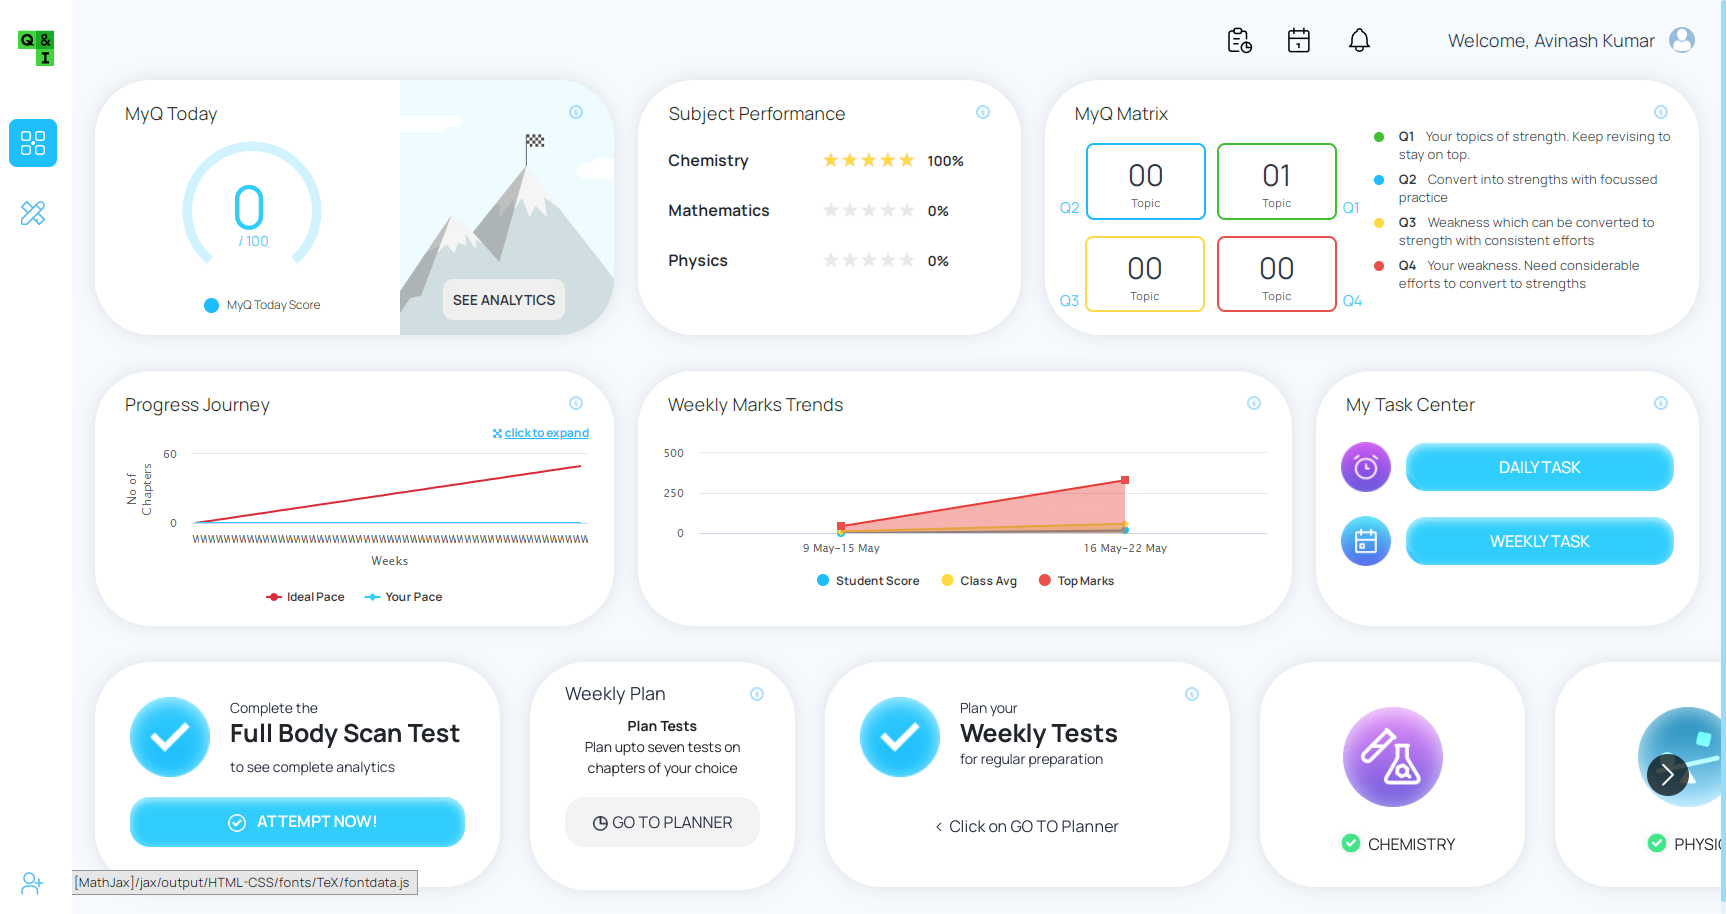 Q &
I
Welcome, Avinash Kumar
MyQ Today
0
/ 100
MyQ Today Score
SEE ANALYTICS
Subject Performance
Chemistry 100%
Mathematics 0%
Physics 0%
MyQ Matrix
00
Topic
Q2
01
Topic
Q1
00
Topic
Q3
00
Topic
Q4
Q1 Your topics of strength. Keep revising to
stay on top.
Q2 Convert into strengths with focussed
practice
Q3 Weakness which can be converted to
strength with consistent efforts
Q4 Your weakness. Need considerable
efforts to convert to strengths
Progress Journey
click to expand
No of
Chapters
60
0
Weeks
Ideal Pace Your Pace
Weekly Marks Trends
500
250
0
9 May-15 May 16 May-22 May
Student Score Class Avg Top Marks
My Task Center
DAILY TASK
WEEKLY TASK
Complete the
Full Body Scan Test
to see complete analytics
ATTEMPT NOW!
Weekly Plan
Plan Tests
Plan upto seven tests on
chapters of your choice
GO TO PLANNER
Plan your
Weekly Tests
for regular preparation
< Click on GO TO Planner
CHEMISTRY
PHYSIC
[MathJax]/jax/output/HTML-CSS/fonts/TeX/fontdata.js